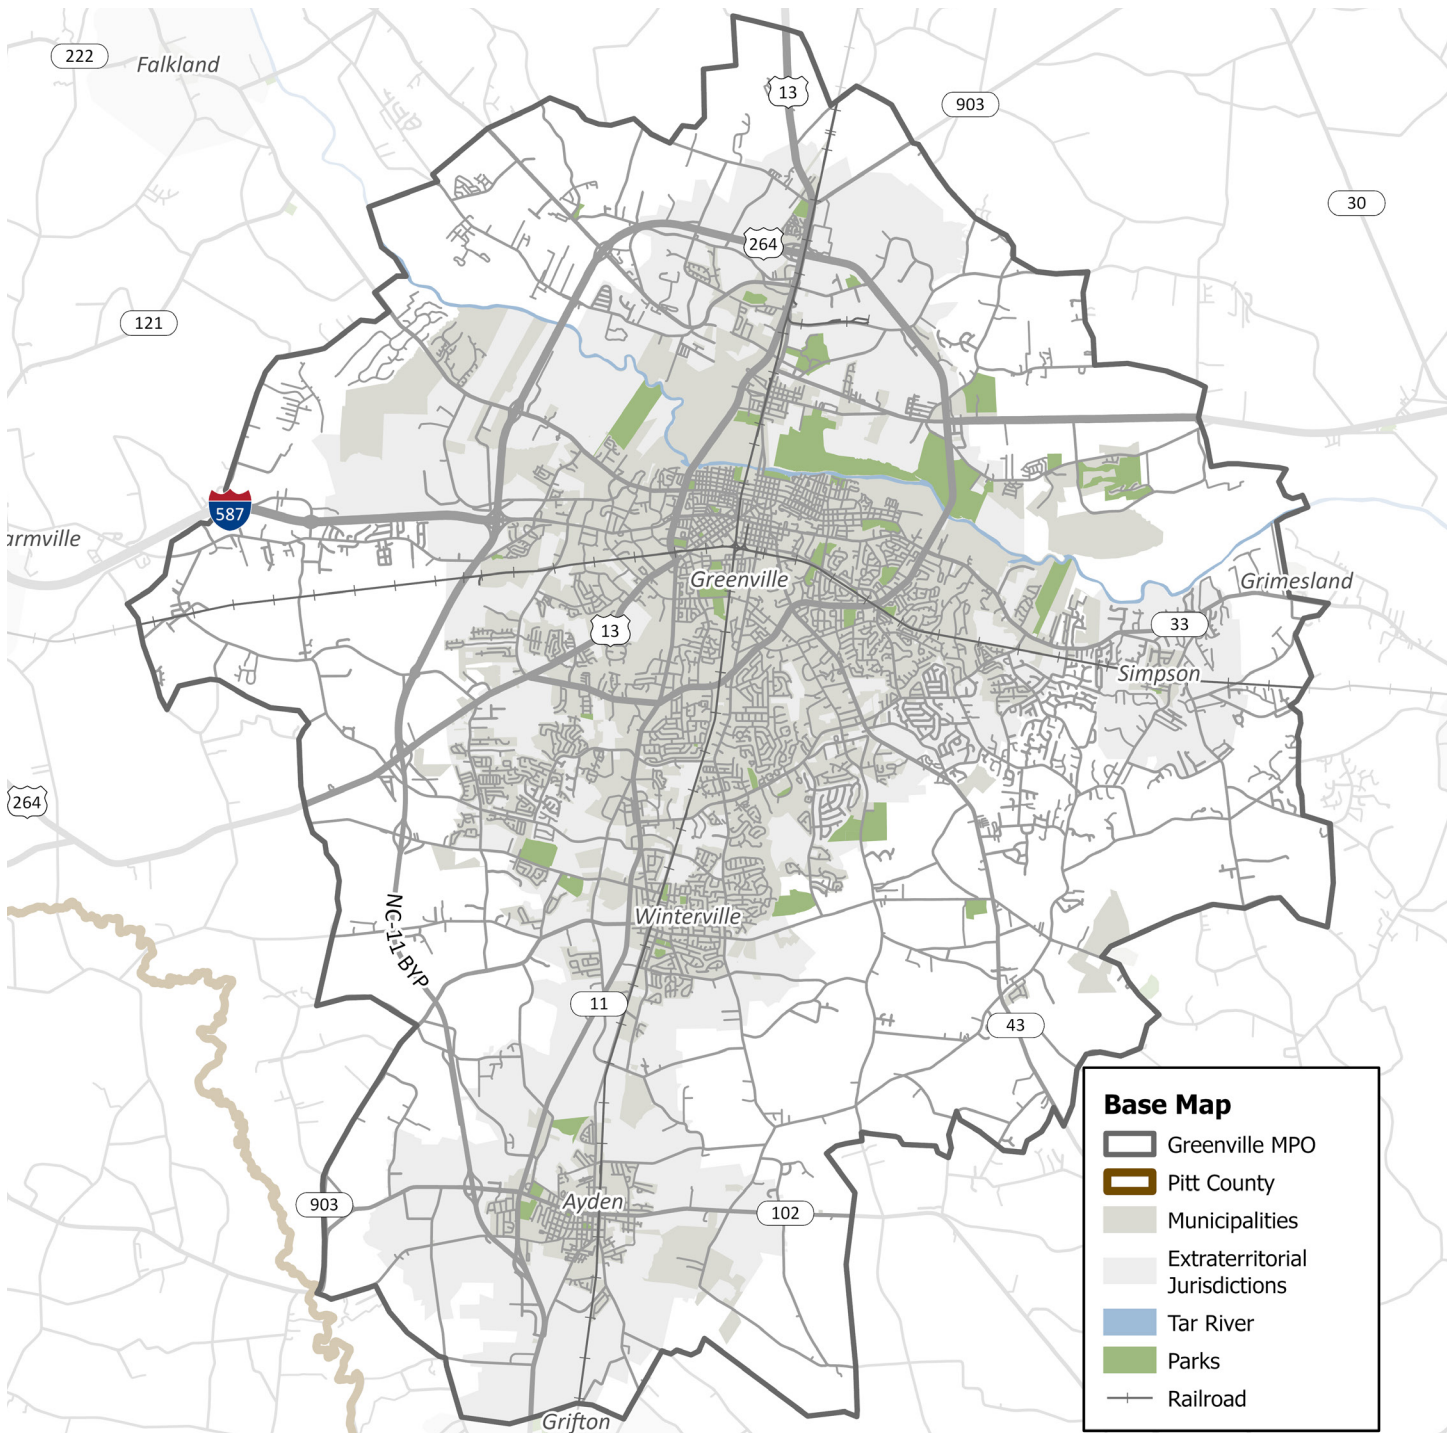 222
Falkland
13
903
30
264
121
587
armville
Greenville
Grimesland
13
33
Simpson
264
NC-11 BYP
Winterville
11
43
903
Ayden
102
Grifton
Base Map
Greenville MPO
Pitt County
Municipalities
Extraterritorial
Jurisdictions
Tar River
Parks
Railroad